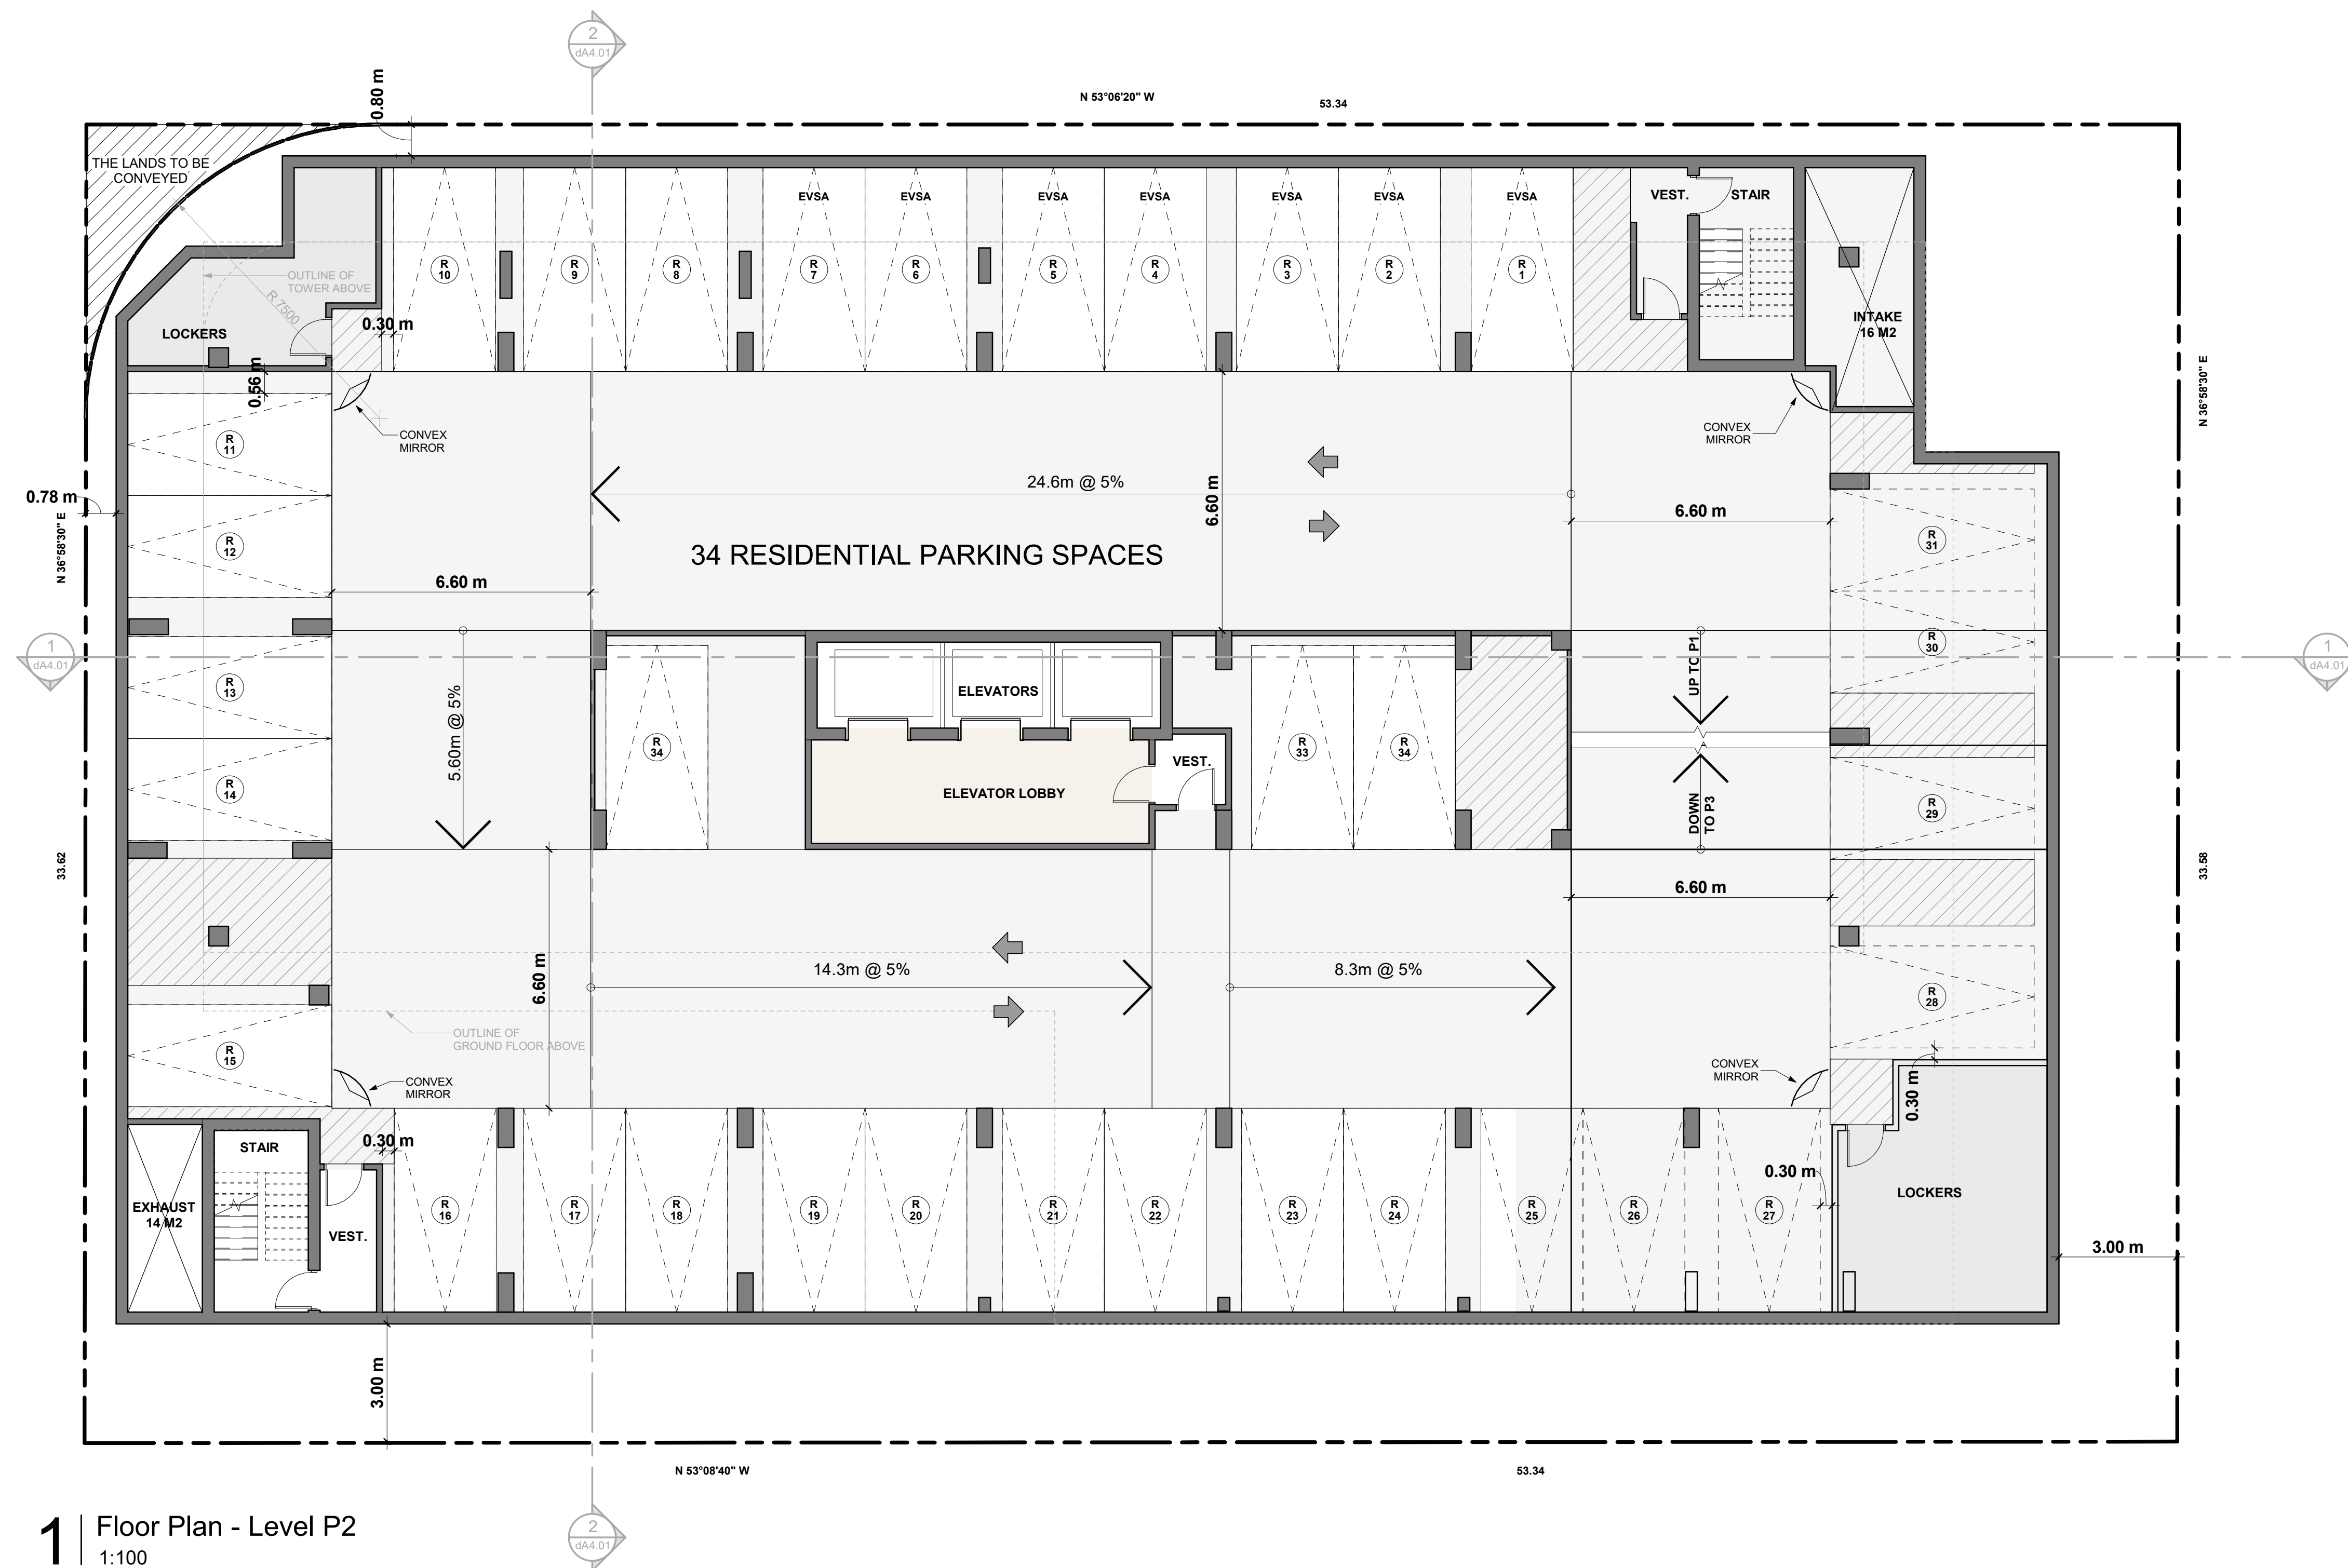 2
dA4.01
0.80 m
N 53°06'20" W
53.34
THE LANDS TO BE
CONVEYED
EVSA
EVSA
EVSA
EVSA
EVSA
EVSA
EVSA
VEST.
STAIR
R
10
R
9
R
8
R
7
R
6
R
5
R
4
R
3
R
2
R
1
OUTLINE OF
TOWER ABOVE
R 7500
LOCKERS
0.30 m
INTAKE
16 M2
0.56 m
N 36°58'30" E
CONVEX
MIRROR
CONVEX
MIRROR
R
11
24.6m @ 5%
6.60 m
6.60 m
0.78 m
N 36°58'30" E
R
12
R
31
34 RESIDENTIAL PARKING SPACES
6.60 m
1
dA4.01
R
30
1
dA4.01
UP TO P1
R
13
5.60m @ 5%
ELEVATORS
R
34
R
33
R
34
VEST.
R
14
ELEVATOR LOBBY
DOWN
TO P3
R
29
33.62
33.58
6.60 m
6.60 m
14.3m @ 5%
8.3m @ 5%
R
28
OUTLINE OF
GROUND FLOOR ABOVE
R
15
CONVEX
MIRROR
CONVEX
MIRROR
0.30 m
0.30 m
STAIR
0.30 m
LOCKERS
EXHAUST
14 M2
VEST.
R
16
R
17
R
18
R
19
R
20
R
21
R
22
R
23
R
24
R
25
R
26
R
27
3.00 m
3.00 m
N 53°08'40" W
53.34
1
Floor Plan - Level P2
1:100
2
dA4.01